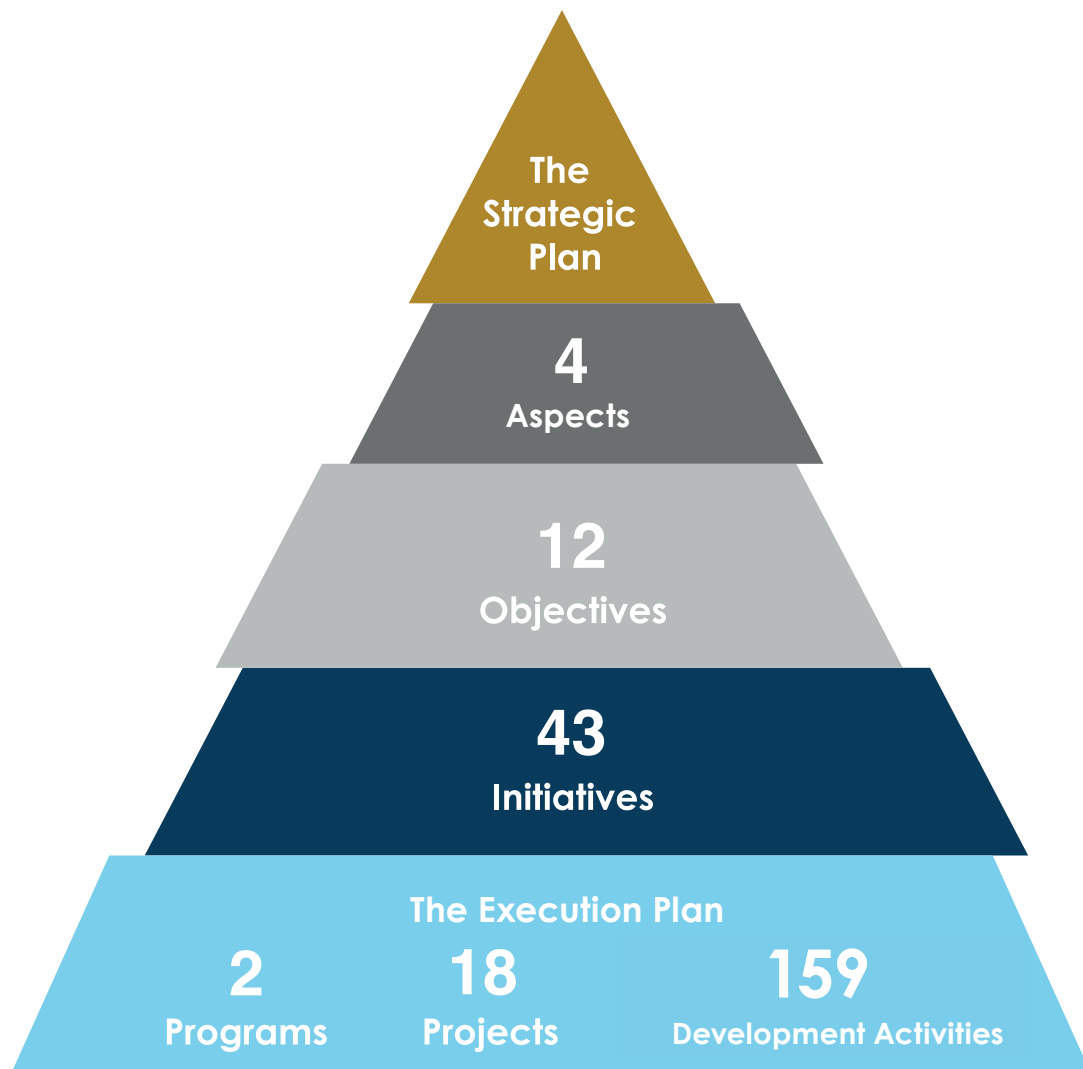 The
Strategic
Plan
4
Aspects
12
Objectives
43
Initiatives
The Execution Plan
2 18 159
Programs Projects Development Activities